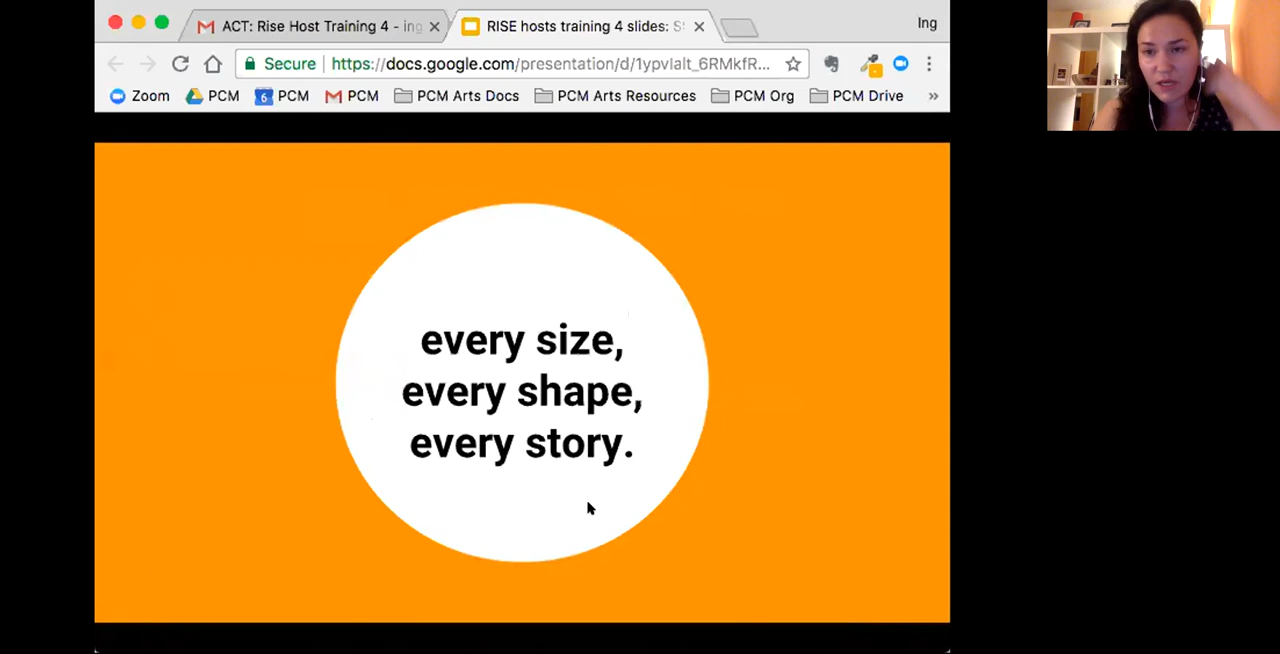 ACT: Rise Host Training 4 - ing
RISE hosts training 4 slides: S
Ing
Secure https://docs.google.com/presentation/d/1ypvlalt_6RMkfR...
Zoom PCM 6 PCM PCM PCM Arts Docs PCM Arts Resources PCM Org PCM Drive »
every size,
every shape,
every story.